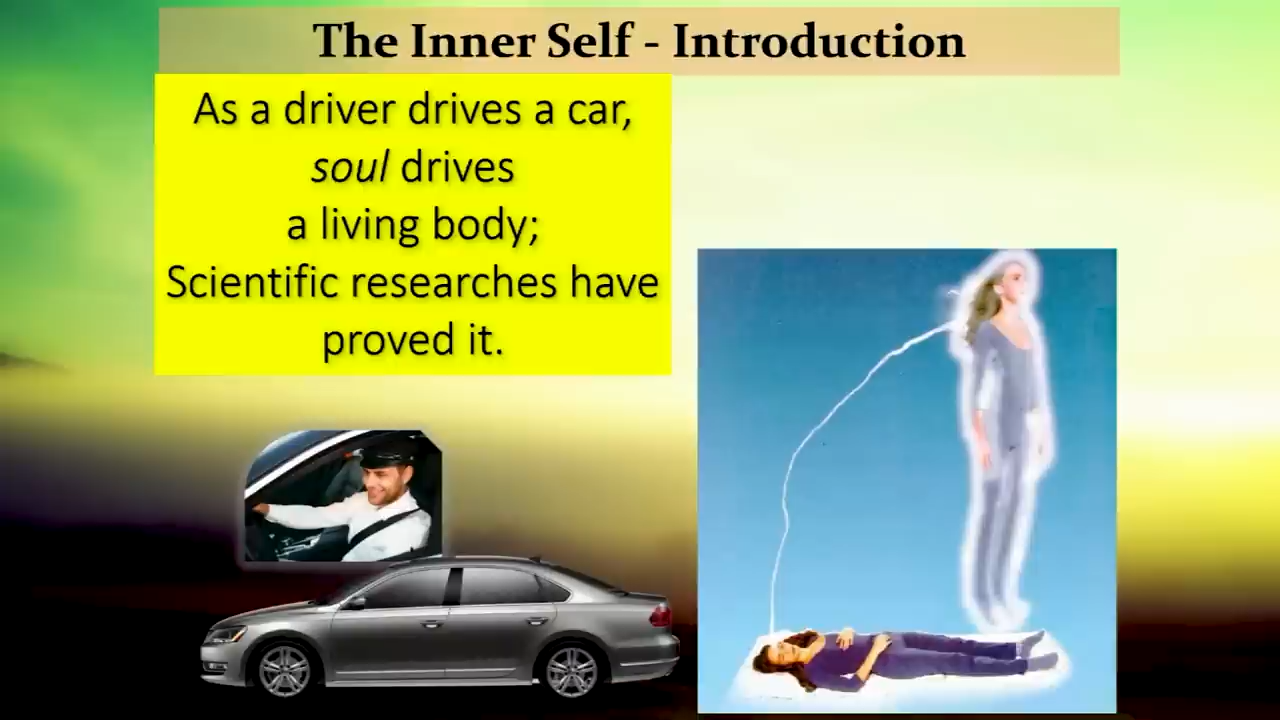 The Inner Self - Introduction
As a driver drives a car,
soul drives
a living body;
Scientific researches have
proved it.